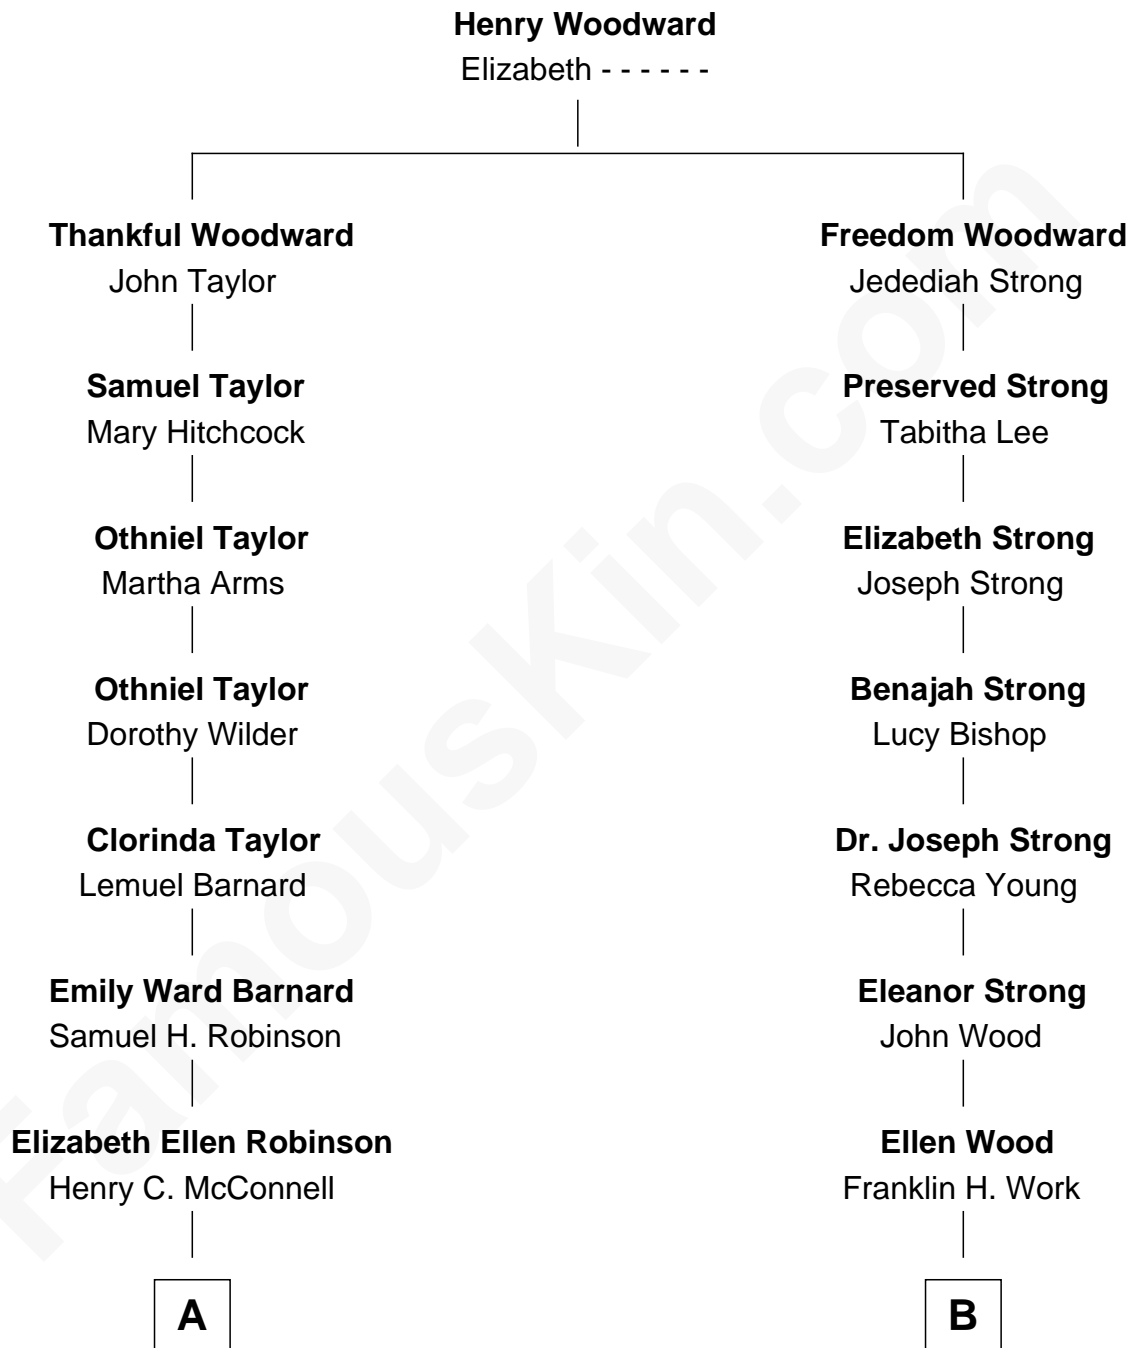 Henry Woodward
Elizabeth - - - - - -
Thankful Woodward
John Taylor
Freedom Woodward
Jedediah Strong
Samuel Taylor
Mary Hitchcock
Preserved Strong
Tabitha Lee
Othniel Taylor
Martha Arms
Elizabeth Strong
Joseph Strong
Othniel Taylor
Dorothy Wilder
Benajah Strong
Lucy Bishop
Clorinda Taylor
Lemuel Barnard
Dr. Joseph Strong
Rebecca Young
Emily Ward Barnard
Samuel H. Robinson
Eleanor Strong
John Wood
Elizabeth Ellen Robinson
Henry C. McConnell
Ellen Wood
Franklin H. Work
A
B
FamousKin.com